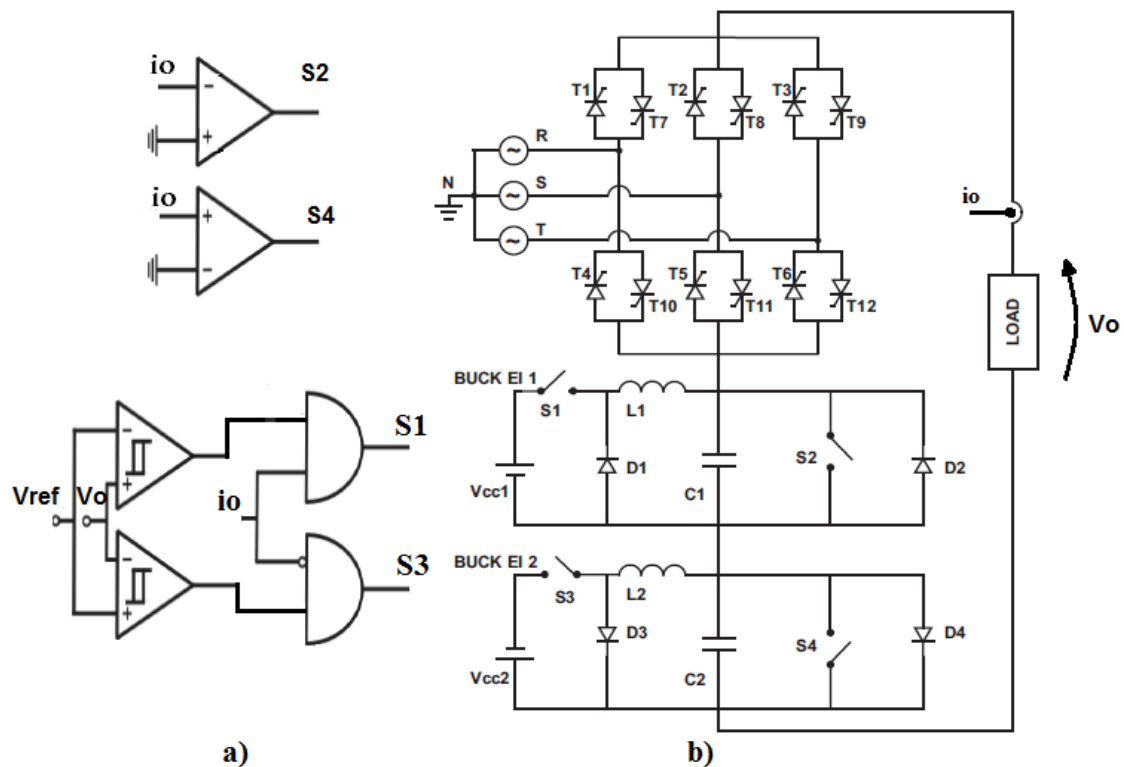 io
S2
io
S4
Vref
Vo
io
S1
S3
a)
T1
T7
T2
T8
T3
T9
R
N
S
T
T4
T10
T5
T11
T6
T12
io
LOAD
Vo
BUCK EI 1
S1
L1
Vcc1
D1
C1
S2
D2
BUCK EI 2
S3
L2
Vcc2
D3
C2
S4
D4
b)